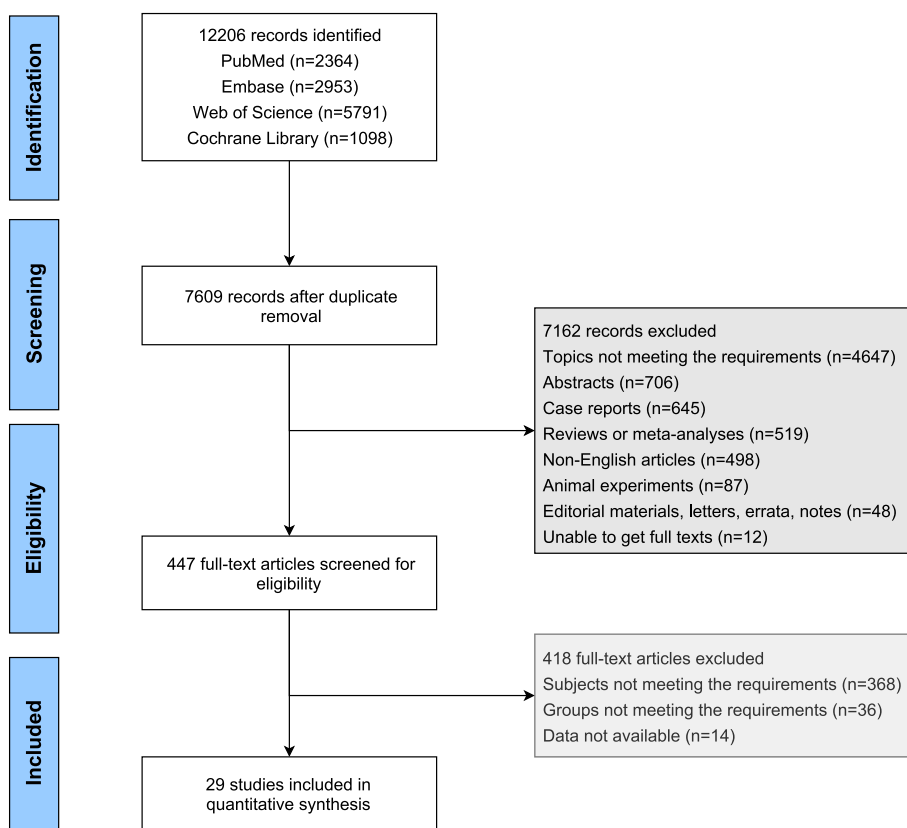 Identification
12206 records identified
PubMed (n=2364)
Embase (n=2953)
Web of Science (n=5791)
Cochrane Library (n=1098)
Screening
7609 records after duplicate
removal
7162 records excluded
Topics not meeting the requirements (n=4647)
Abstracts (n=706)
Case reports (n=645)
Reviews or meta-analyses (n=519)
Non-English articles (n=498)
Animal experiments (n=87)
Editorial materials, letters, errata, notes (n=48)
Unable to get full texts (n=12)
Eligibility
447 full-text articles screened for
eligibility
418 full-text articles excluded
Subjects not meeting the requirements (n=368)
Groups not meeting the requirements (n=36)
Data not available (n=14)
Included
29 studies included in
quantitative synthesis